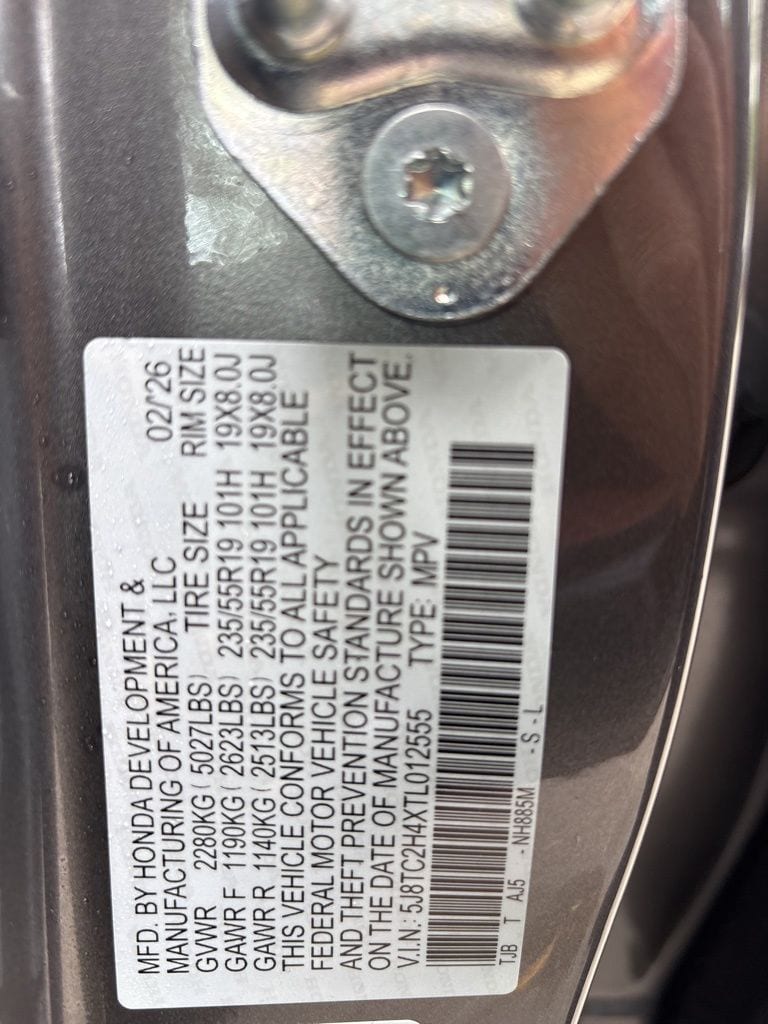 MFD. BY HONDA DEVELOPMENT &
MANUFACTURING OF AMERICA, LLC 02/'26
GVWR 2280KG ( 5027LBS) TIRE SIZE RIM SIZE
GAWR F 1190KG ( 2623LBS) 235/55R19 101H 19X8.0J
GAWR R 1140KG ( 2513LBS) 235/55R19 101H 19X8.0J
THIS VEHICLE CONFORMS TO ALL APPLICABLE
FEDERAL MOTOR VEHICLE SAFETY
AND THEFT PREVENTION STANDARDS IN EFFECT
ON THE DATE OF MANUFACTURE SHOWN ABOVE.
V.I.N.: 5J8TC2H4XTL012555 TYPE: MPV
TJB T AJ5 - NH885M - S - L